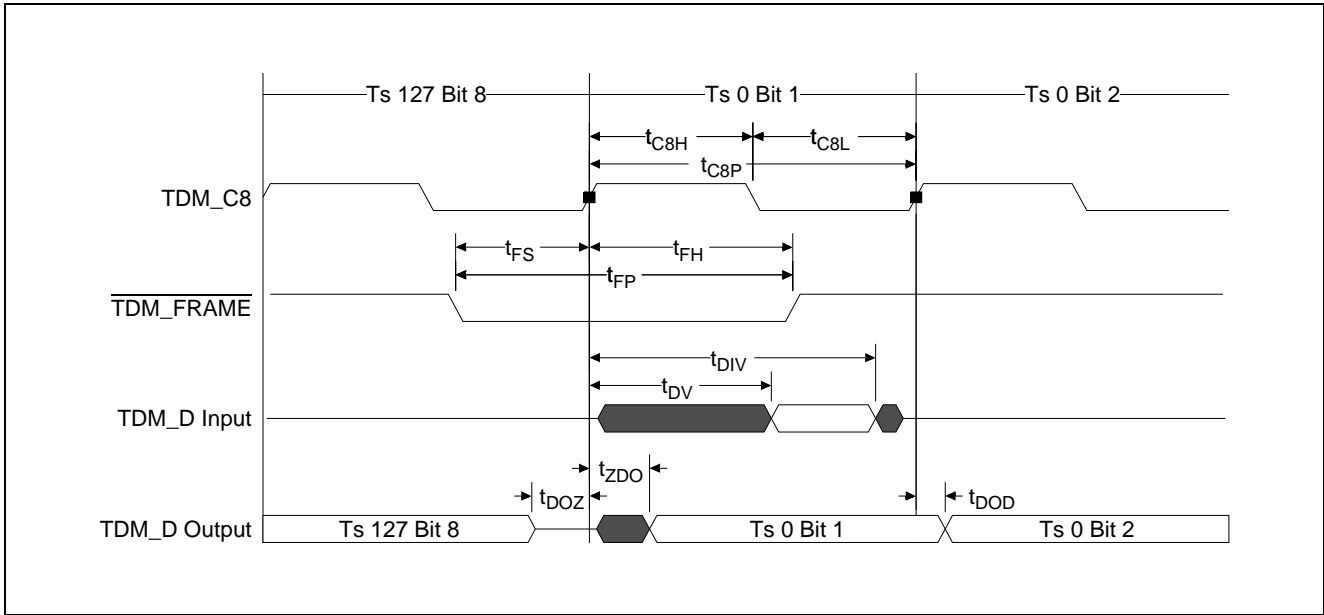 Ts 127 Bit 8 Ts 0 Bit 1 Ts 0 Bit 2
tC8H tC8L
tC8P
TDM_C8
tFS tFH
tFP
TDM_FRAME
tDIV
tDV
TDM_D Input
tZDO
tDOZ tDOD
TDM_D Output Ts 127 Bit 8 Ts 0 Bit 1 Ts 0 Bit 2